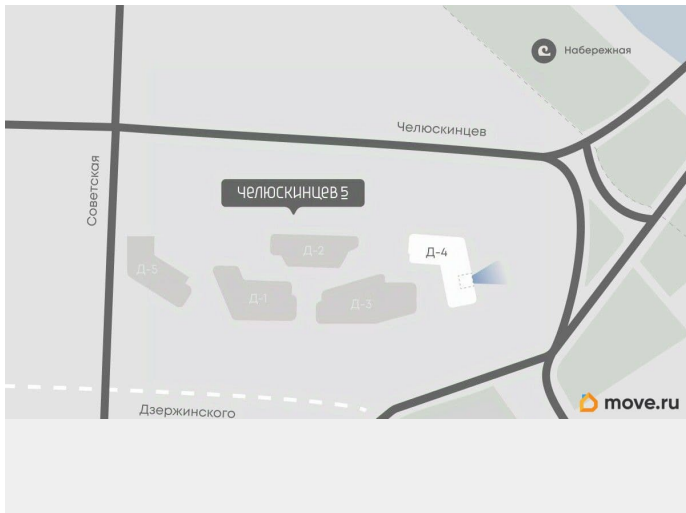 Набережная
Челюскинцев
Советская
челюскинцев 5
Д-2
Д-4
Д-5
Д-1
Д-3
Дзержинского
move.ru